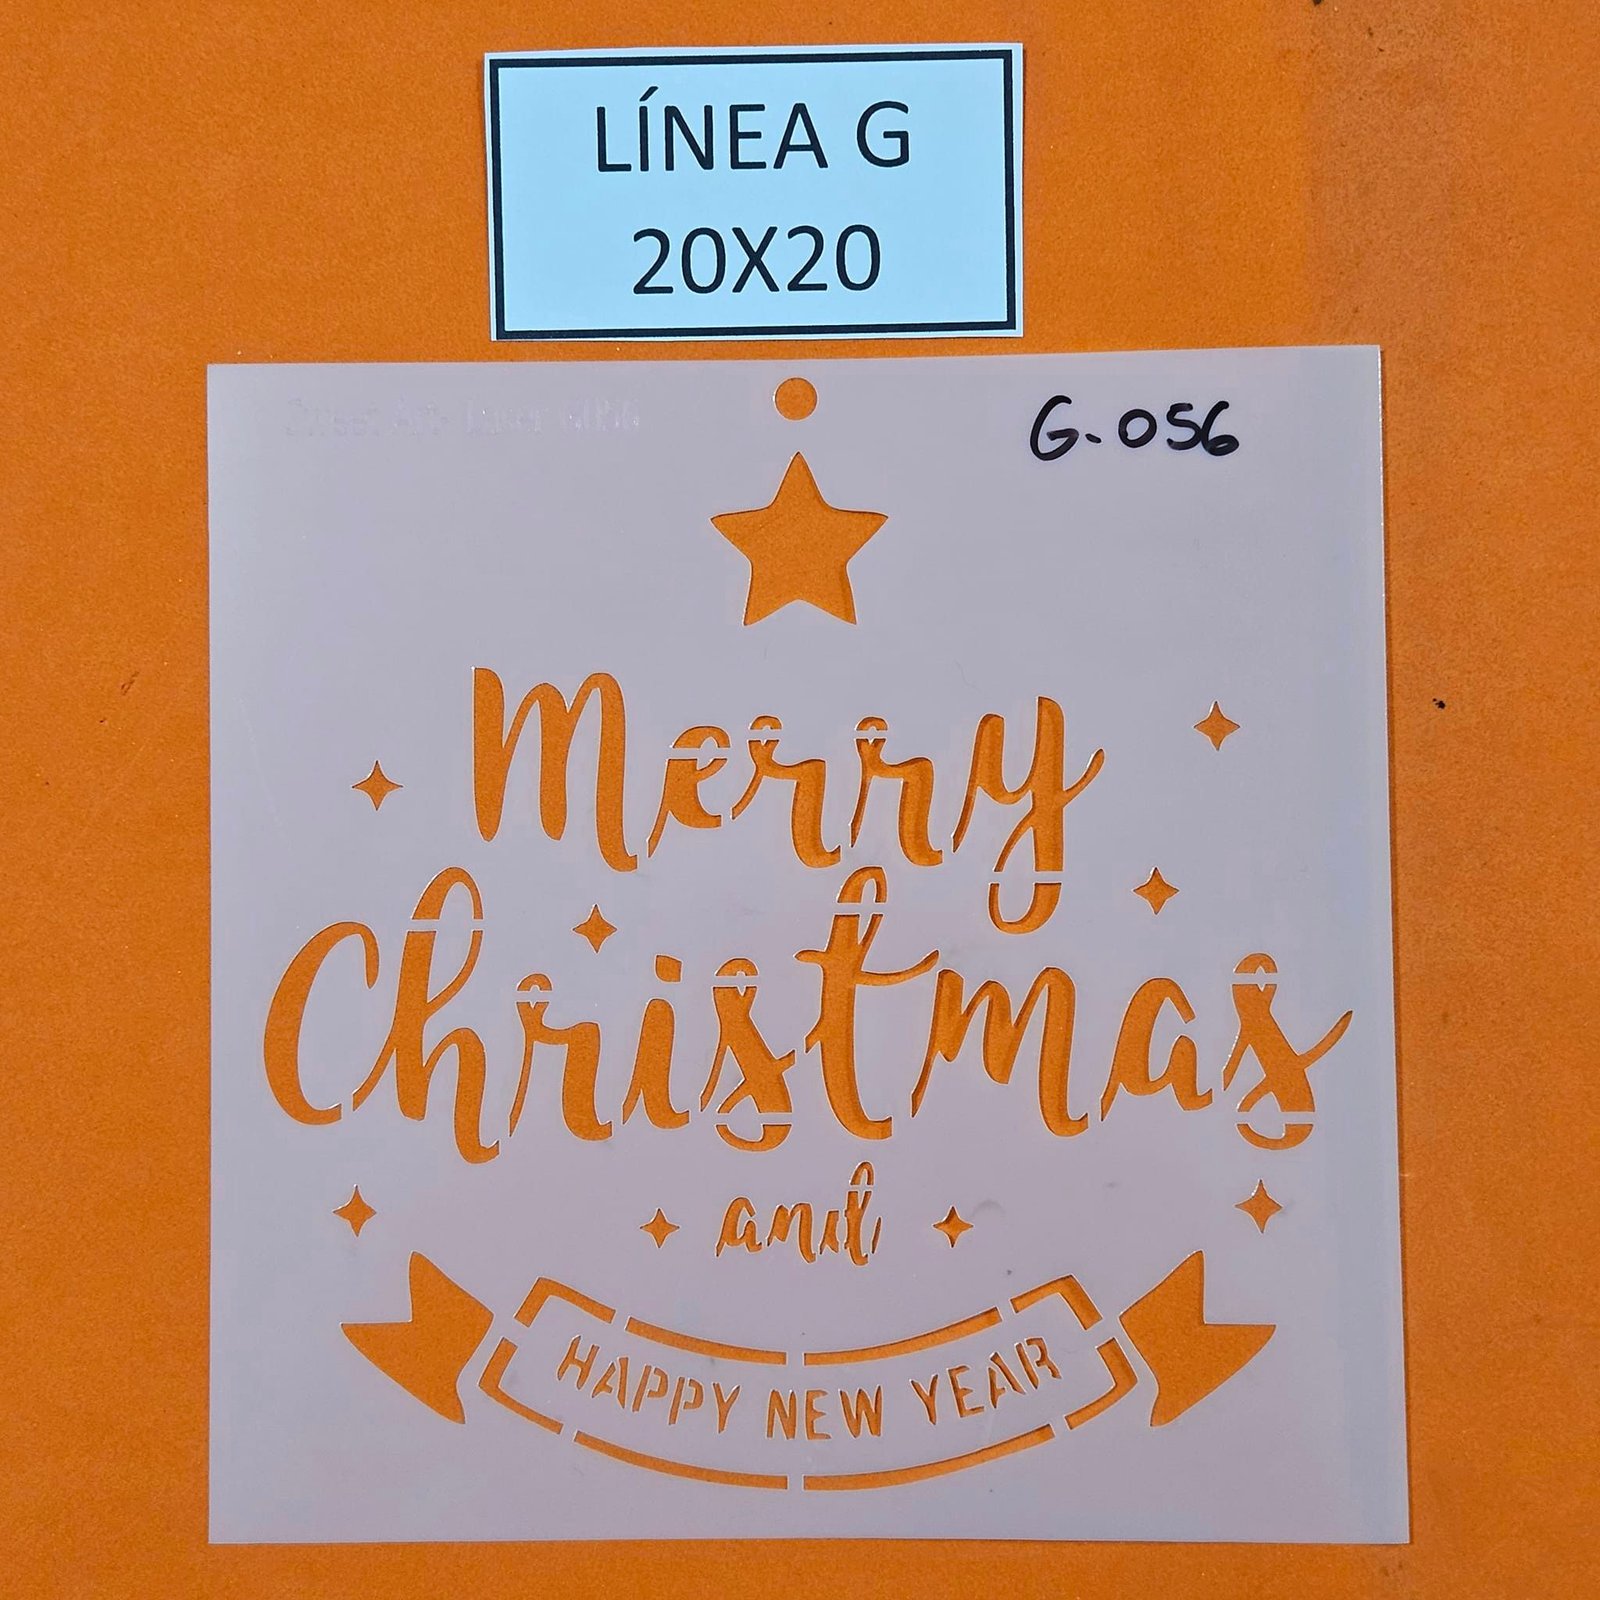 LÍNEA G
20X20
G-056
Merry
Christmas
and
HAPPY NEW YEAR